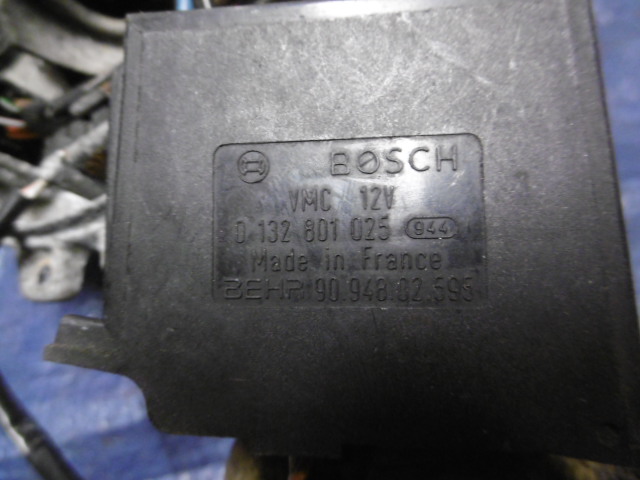 BOSCH
VMC 12V
0 132 801 025 944
Made in France
BEHR 90 948 02 595